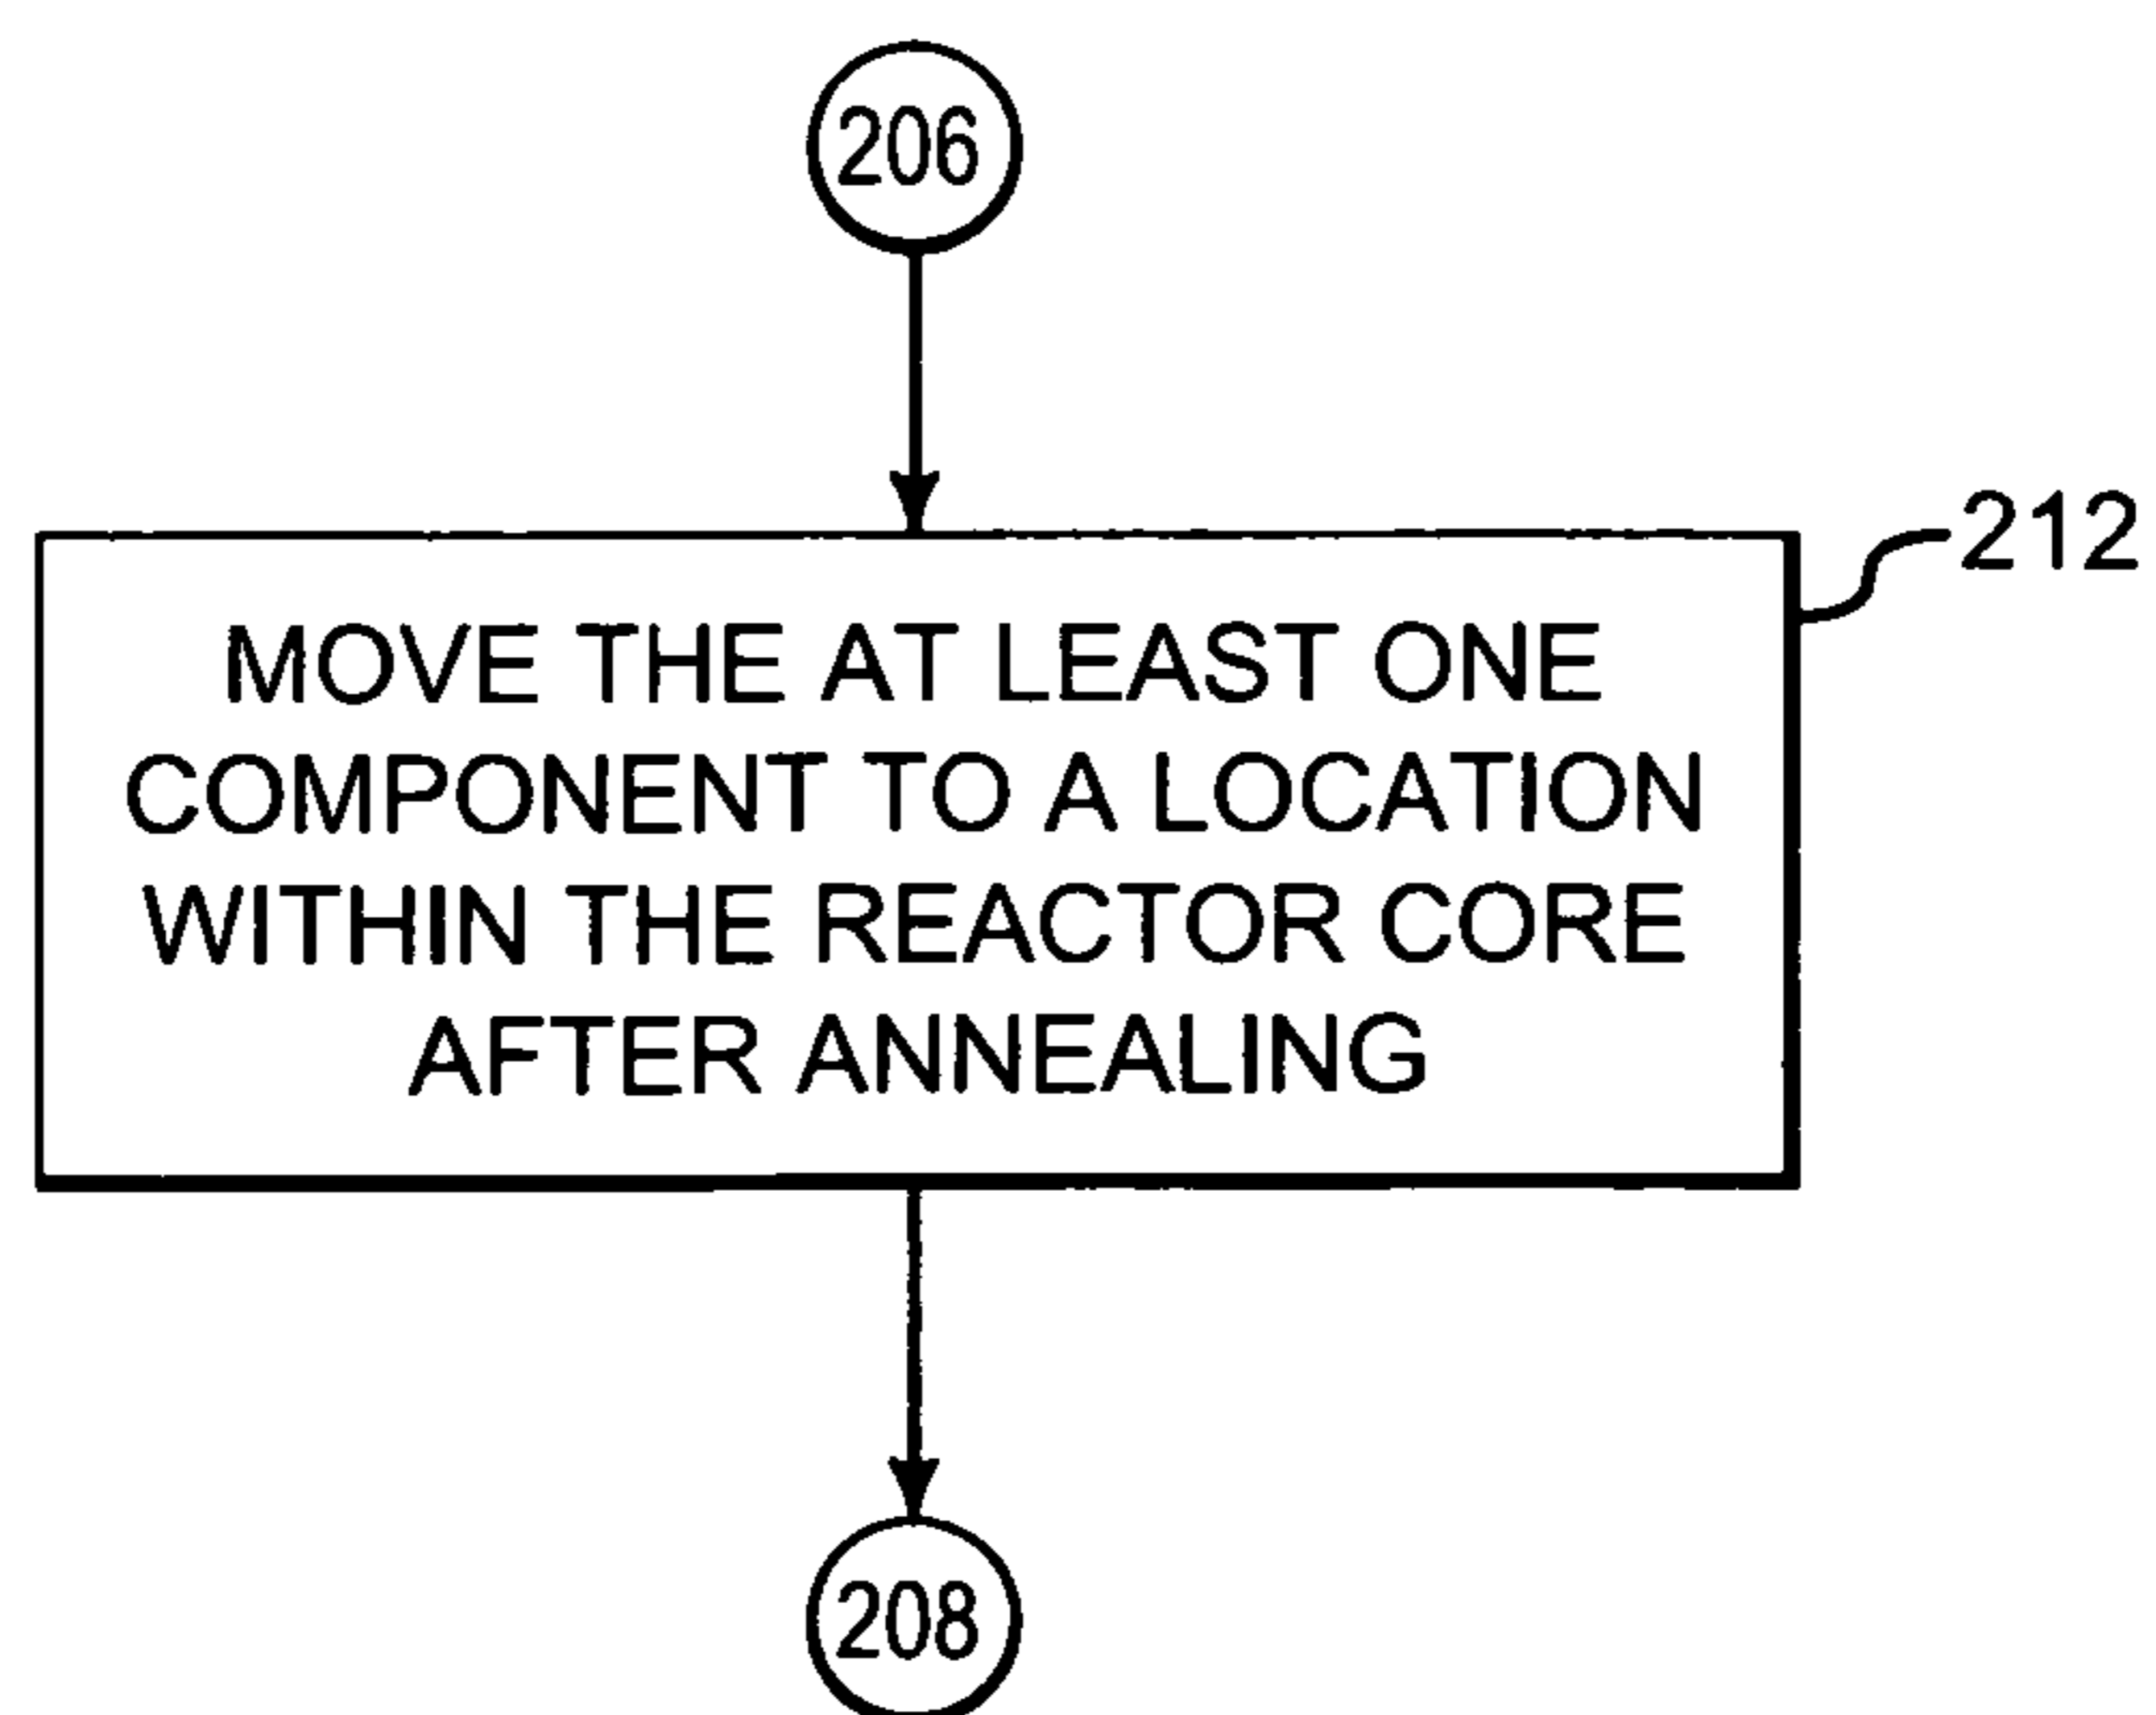 206
212
MOVE THE AT LEAST ONE
COMPONENT TO A LOCATION
WITHIN THE REACTOR CORE
AFTER ANNEALING
208